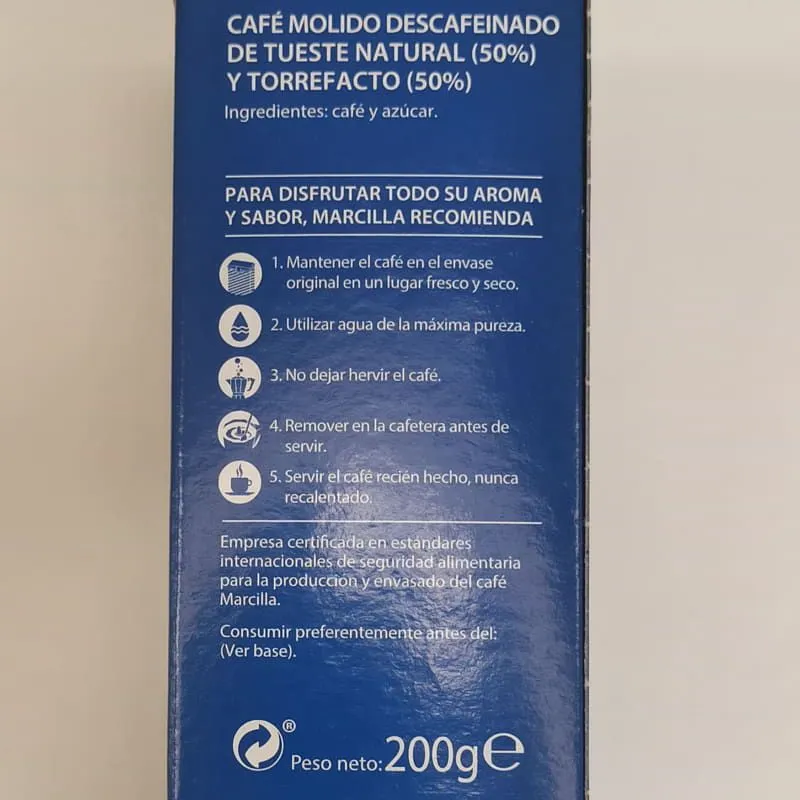 CAFÉ MOLIDO DESCAFEINADO
DE TUESTE NATURAL (50%)
Y TORREFACTO (50%)
Ingredientes: café y azúcar.
PARA DISFRUTAR TODO SU AROMA
Y SABOR, MARCILLA RECOMIENDA
1. Mantener el café en el envase
original en un lugar fresco y seco.
2. Utilizar agua de la máxima pureza.
3. No dejar hervir el café.
4. Remover en la cafetera antes de
servir.
5. Servir el café recién hecho, nunca
recalentado.
Empresa certificada en estándares
internacionales de seguridad alimentaria
para la producción y envasado del café
Marcilla.
Consumir preferentemente antes del:
(Ver base).
® Peso neto: 200g ℮